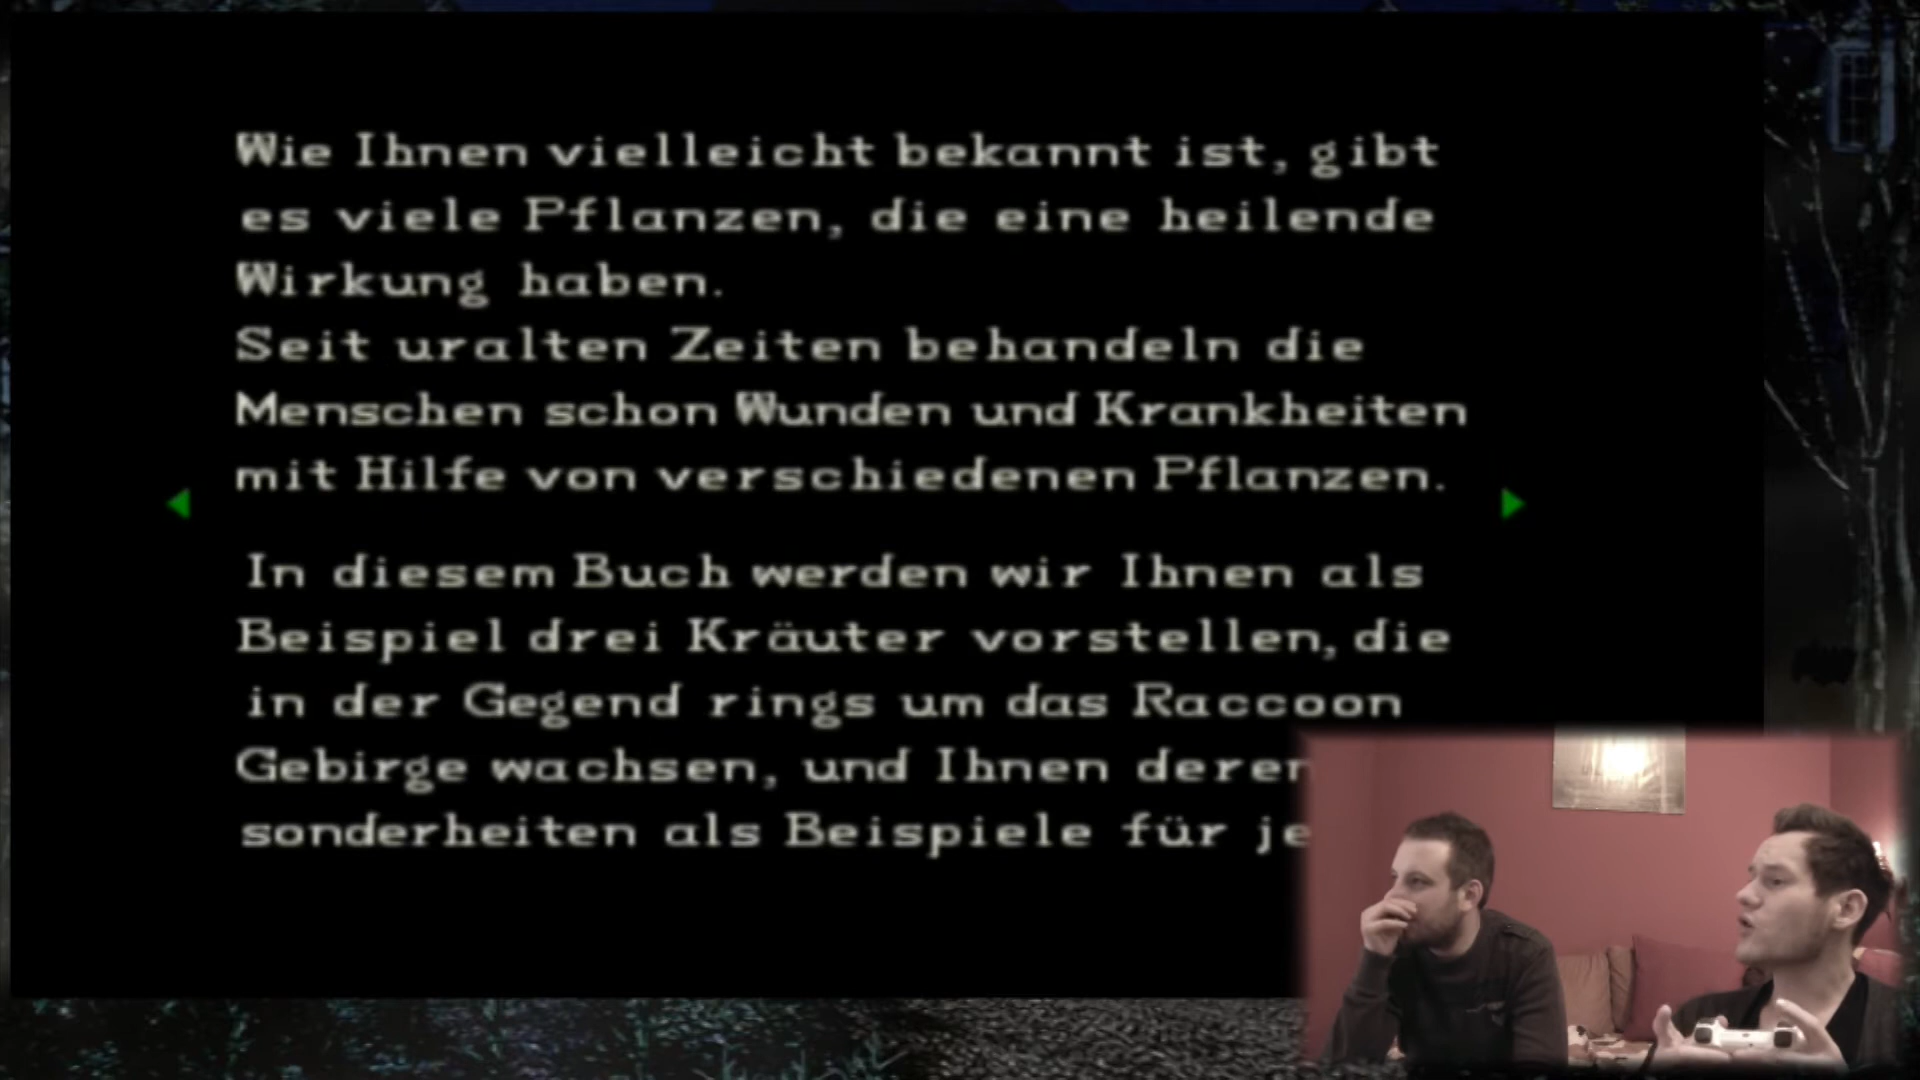 Wie Ihnen vielleicht bekannt ist, gibt
es viele Pflanzen, die eine heilende
Wirkung haben.
Seit uralten Zeiten behandeln die
Menschen schon Wunden und Krankheiten
mit Hilfe von verschiedenen Pflanzen.
In diesem Buch werden wir Ihnen als
Beispiel drei Kräuter vorstellen, die
in der Gegend rings um das Raccoon
Gebirge wachsen, und Ihnen deren
sonderheiten als Beispiele für je